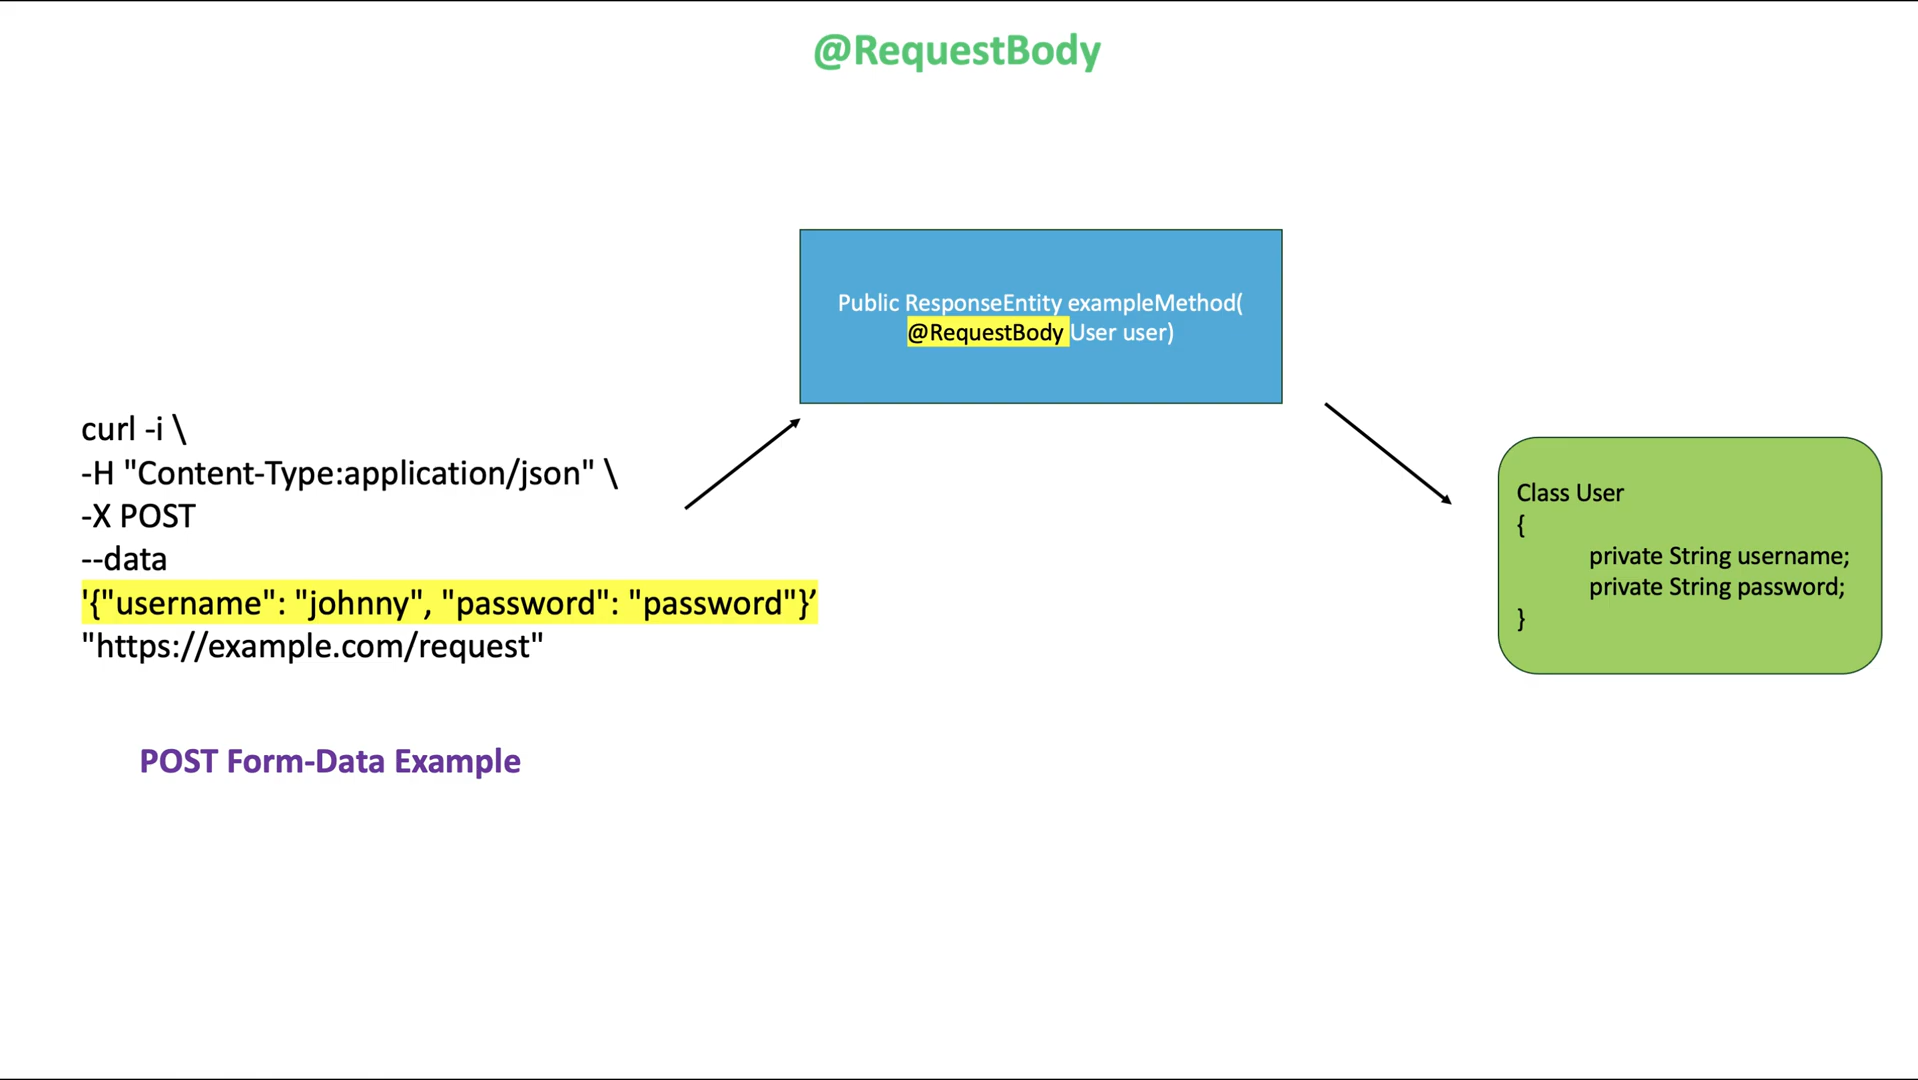 @RequestBody
Public ResponseEntity exampleMethod(
@RequestBody User user)
curl -i \
-H "Content-Type:application/json" \
-X POST
--data
'{"username": "johnny", "password": "password"}’
"https://example.com/request"
Class User
{
private String username;
private String password;
}
POST Form-Data Example